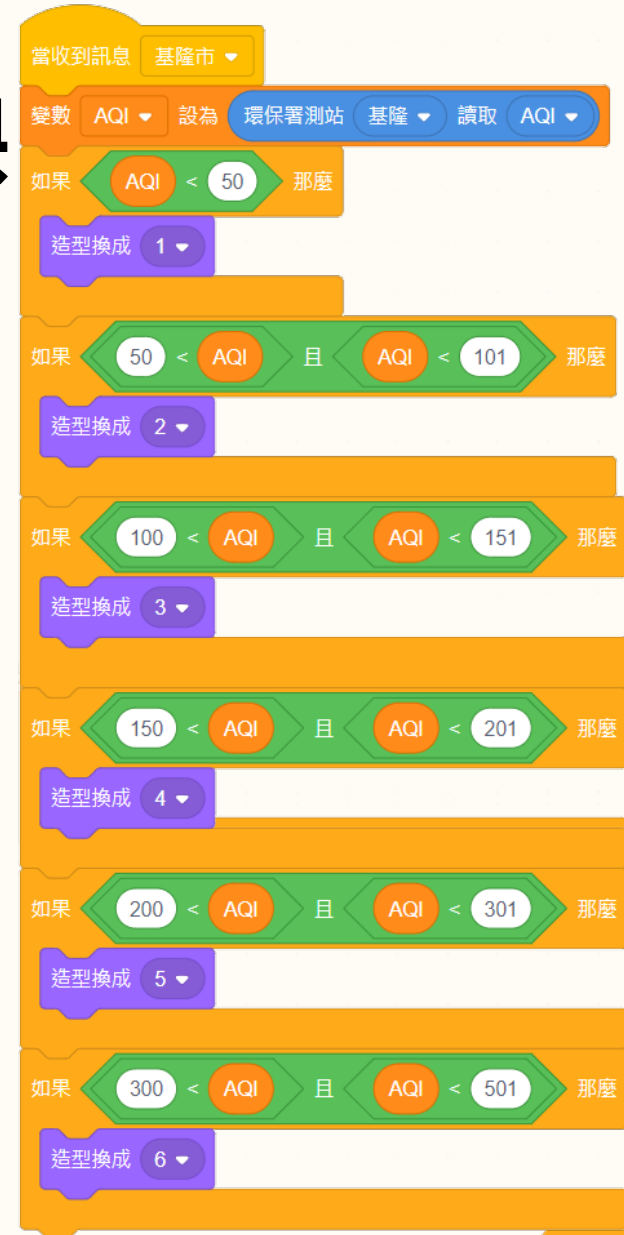 當收到訊息 基隆市
變數 AQI 設為 環保署測站 基隆 讀取 AQI
如果 AQI < 50 那麼
造型換成 1
如果 50 < AQI 且 AQI < 101 那麼
造型換成 2
如果 100 < AQI 且 AQI < 151 那麼
造型換成 3
如果 150 < AQI 且 AQI < 201 那麼
造型換成 4
如果 200 < AQI 且 AQI < 301 那麼
造型換成 5
如果 300 < AQI 且 AQI < 501 那麼
造型換成 6